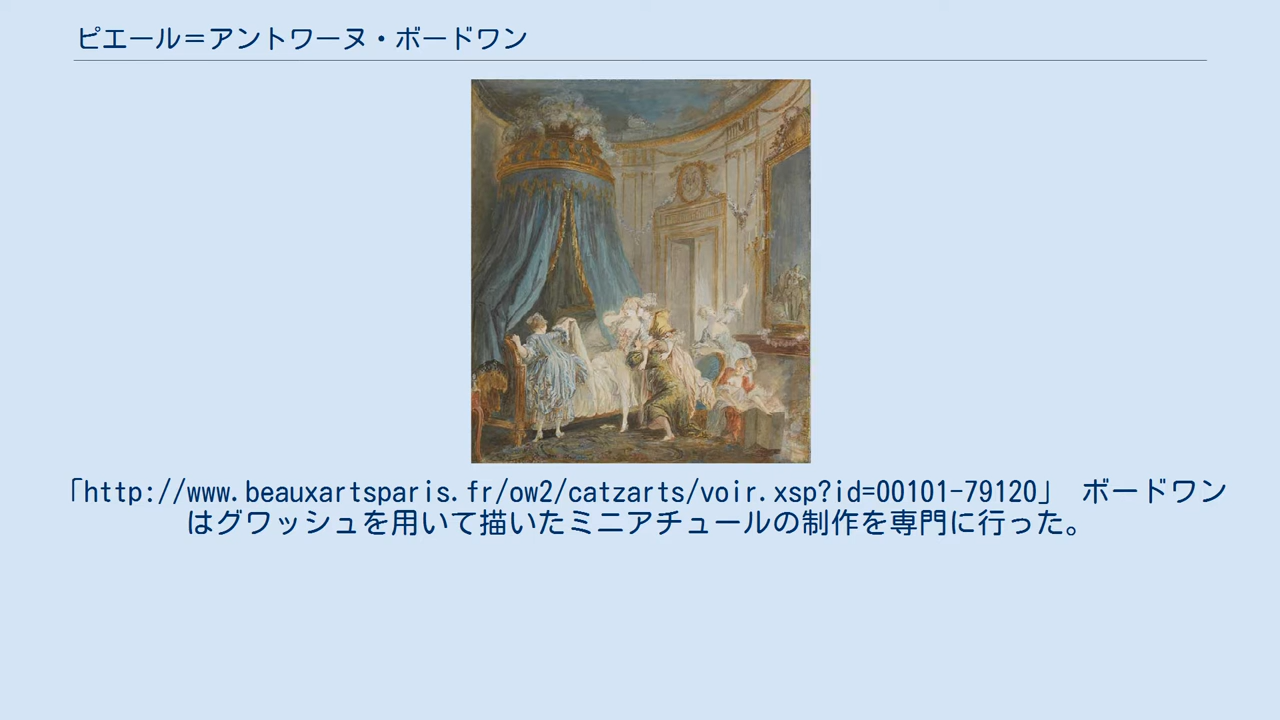 ピエール＝アントワーヌ・ボードワン
「http://www.beauxartsparis.fr/ow2/catzarts/voir.xsp?id=00101-79120」 ボードワン
はグワッシュを用いて描いたミニアチュールの制作を専門に行った。